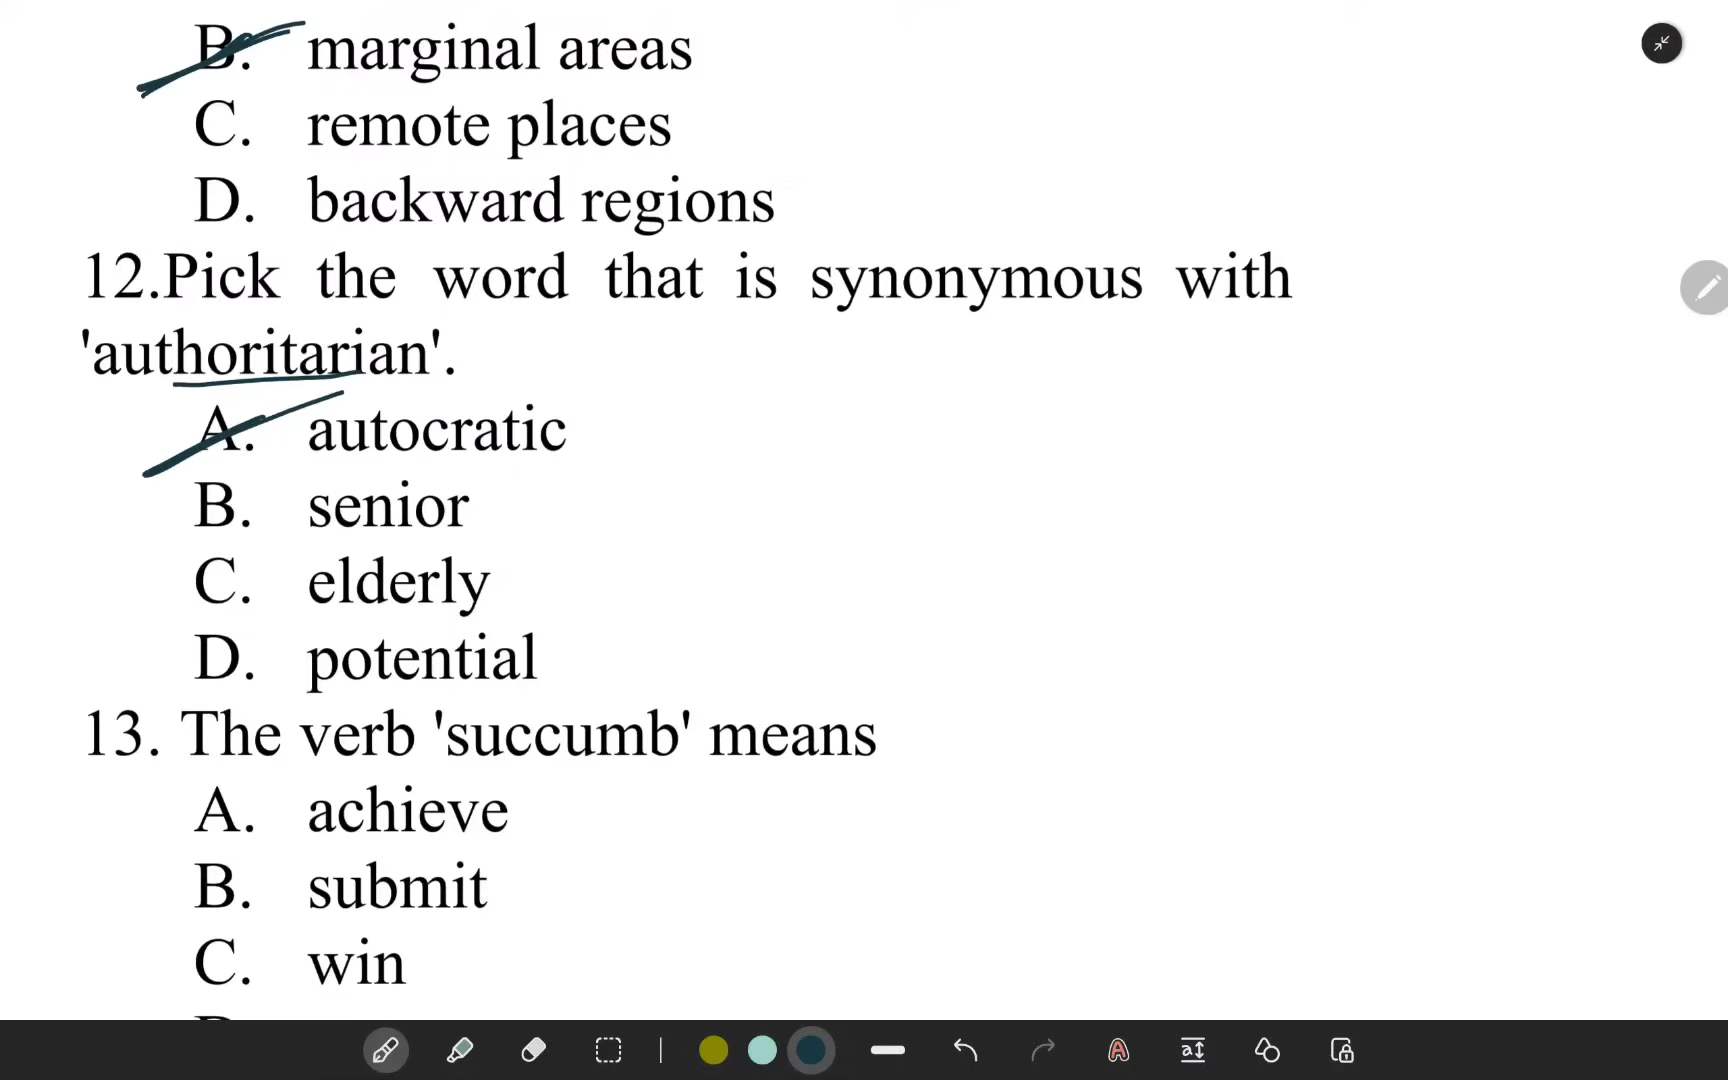 B. marginal areas
C. remote places
D. backward regions
12.Pick the word that is synonymous with
'authoritarian'.
A. autocratic
B. senior
C. elderly
D. potential
13. The verb 'succumb' means
A. achieve
B. submit
C. win